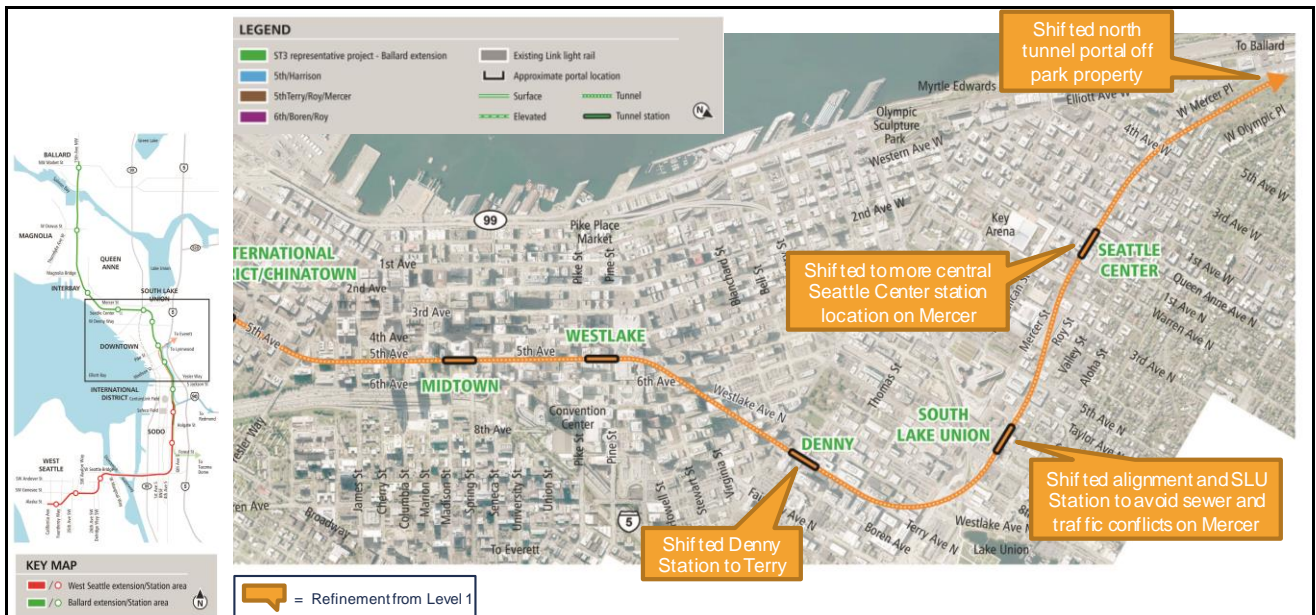 LEGEND
ST3 representative project - Ballard extension
5th/Harrison
5thTerry/Roy/Mercer
6th/Boren/Roy
Existing Link light rail
Approximate portal location
Surface
Tunnel
Elevated
Tunnel station
N
Shifted north
tunnel portal off
park property
To Ballard
Myrtle Edwards
Elliott Ave W
W Mercer Pl
W Olympic Pl
Olympic
Sculpture
Park
Western Ave W
4th Ave W
5th Ave W
3rd Ave W
2nd Ave W
Key
Arena
99
Pike Place
Market
Pike St
Pine St
Blanchard St
Bell St
SEATTLE
CENTER
1st Ave W
Queen Anne Ave N
1st Ave N
Warren Ave N
3rd Ave N
5th Ave N
Taylor Ave N
Shifted to more central
Seattle Center station
location on Mercer
Mercer St
Roy St
Valley St
Aloha St
TERNATIONAL
RICT/CHINATOWN
1st Ave
2nd Ave
3rd Ave
4th Ave
5th Ave
5th Ave
6th Ave
MIDTOWN
WESTLAKE
5th Ave
6th Ave
Westlake Ave N
Thomas St
DENNY
SOUTH
LAKE UNION
8th Ave
Convention
Center
Pike St
Pine St
James St
Cherry St
Columbia St
Marion St
Madison St
Spring St
Seneca St
University St
Union St
Broadway
To Everett
5
Howell St
Stewart St
Virginia St
Boren Ave
Terry Ave N
Westlake Ave N
Lake Union
Shifted Denny
Station to Terry
Shifted alignment and SLU
Station to avoid sewer and
traffic conflicts on Mercer
= Refinement from Level 1
BALLARD
MAGNOLIA
QUEEN
ANNE
INTERBAY
SOUTH LAKE
UNION
DOWNTOWN
INTERNATIONAL
DISTRICT
SODO
WEST
SEATTLE
KEY MAP
West Seattle extension/Station area
Ballard extension/Station area
N